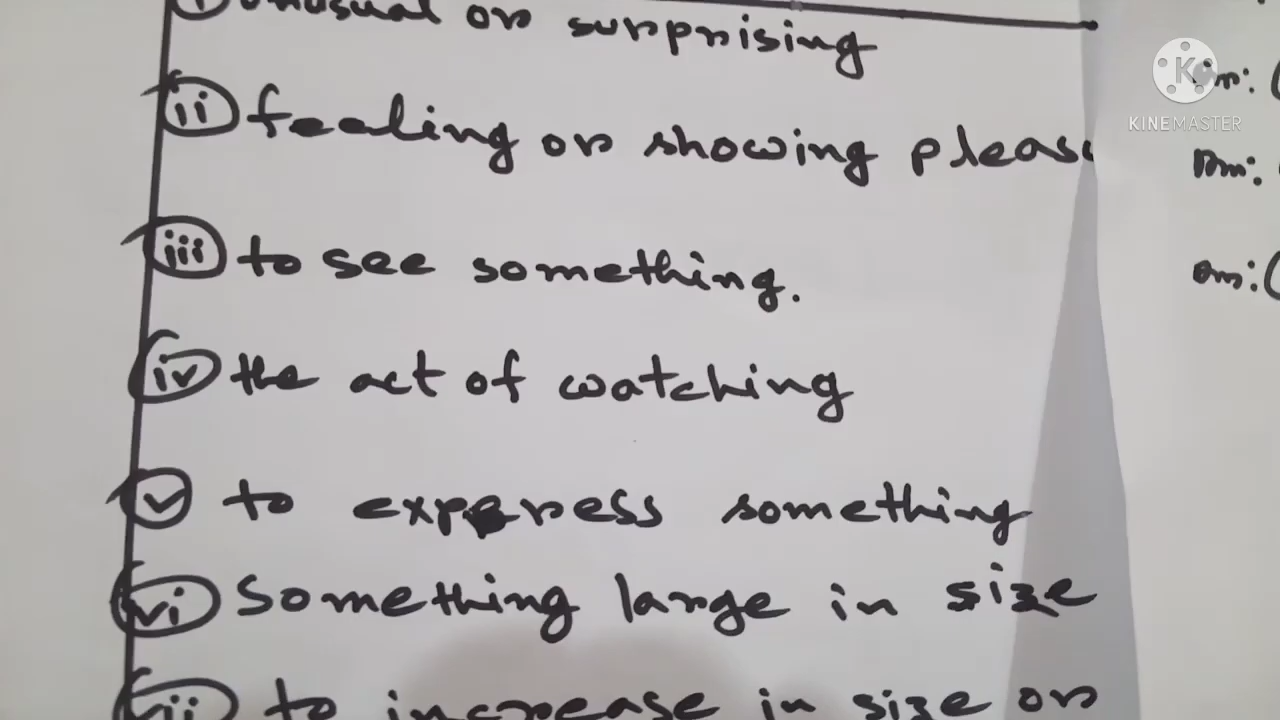 i unusual or surprising
ii feeling or showing pleas
iii to see something.
iv the act of watching
v to express something
vi something large in size
vii to increase in size or
KINEMASTER